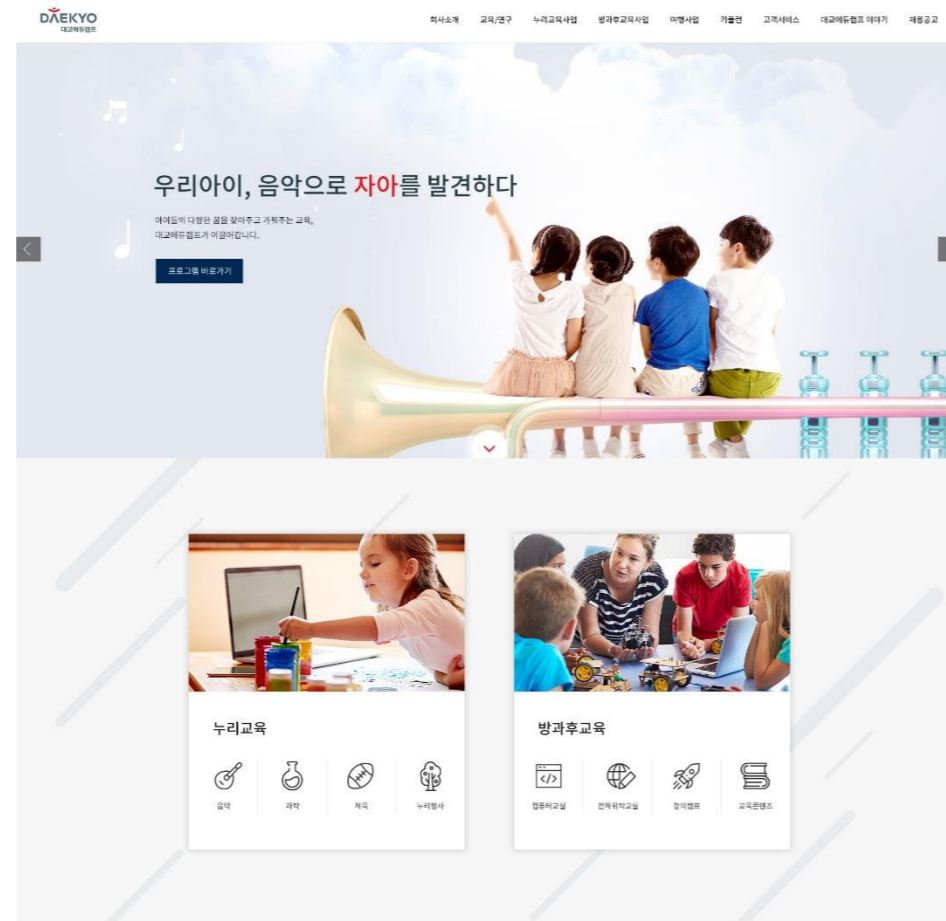 DAEKYO
대교에듀캠프
회사소개 교육/연구 누리교육사업 방과후교육사업 여행사업 키플런 고객서비스 대교에듀캠프 이야기 채용공고
우리아이, 음악으로 자아를 발견하다
아이들의 다양한 꿈을 찾아주고 가꿔주는 교육,
대교에듀캠프가 이끌어갑니다.
프로그램 바로가기
누리교육
음악 과학 체육 누리행사
방과후교육
컴퓨터교실 전체위탁교실 창의캠프 교육콘텐츠